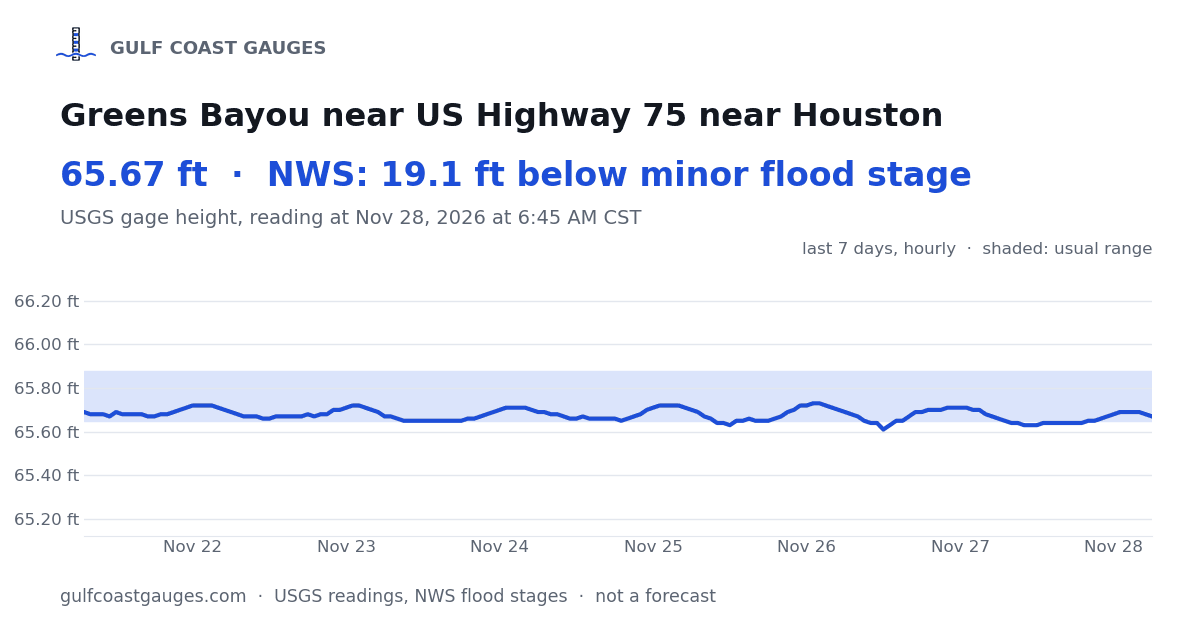 GULF COAST GAUGES
Greens Bayou near US Highway 75 near Houston
65.67 ft · NWS: 19.1 ft below minor flood stage
USGS gage height, reading at Nov 28, 2026 at 6:45 AM CST
last 7 days, hourly · shaded: usual range
66.20 ft
66.00 ft
65.80 ft
65.60 ft
65.40 ft
65.20 ft
Nov 22 Nov 23 Nov 24 Nov 25 Nov 26 Nov 27 Nov 28
gulfcoastgauges.com · USGS readings, NWS flood stages · not a forecast